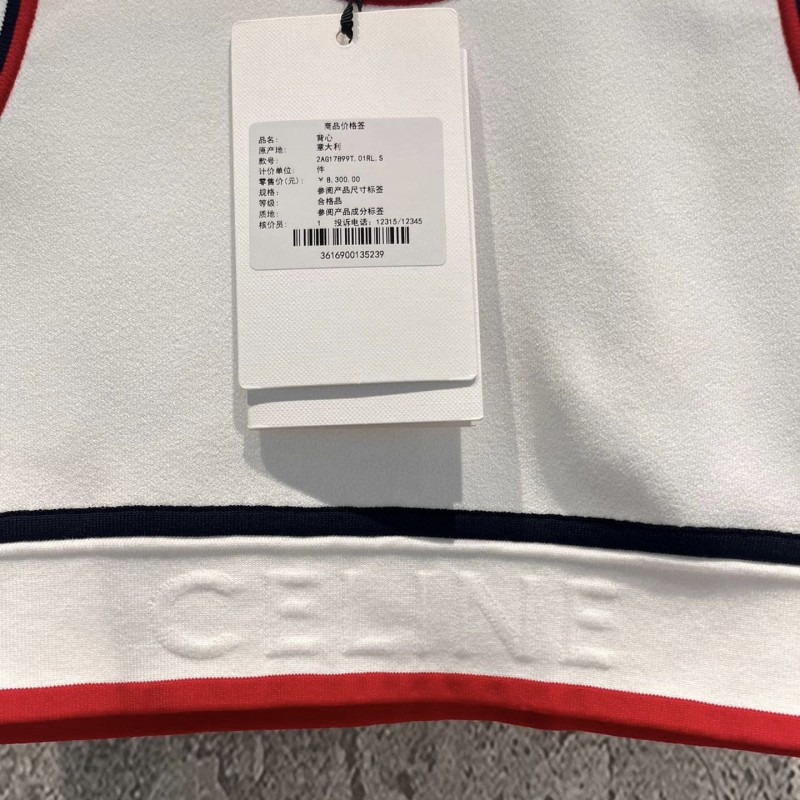 商品价格签
品名: 背心
原产地: 意大利
款号: 2AG17899T.01RL.S
计价单位: 件
零售价(元): ￥8,300.00
规格: 参阅产品尺寸标签
等级: 合格品
质地: 参阅产品成分标签
核价员: 1 投诉电话: 12315/12345
3616900135239
CELINE